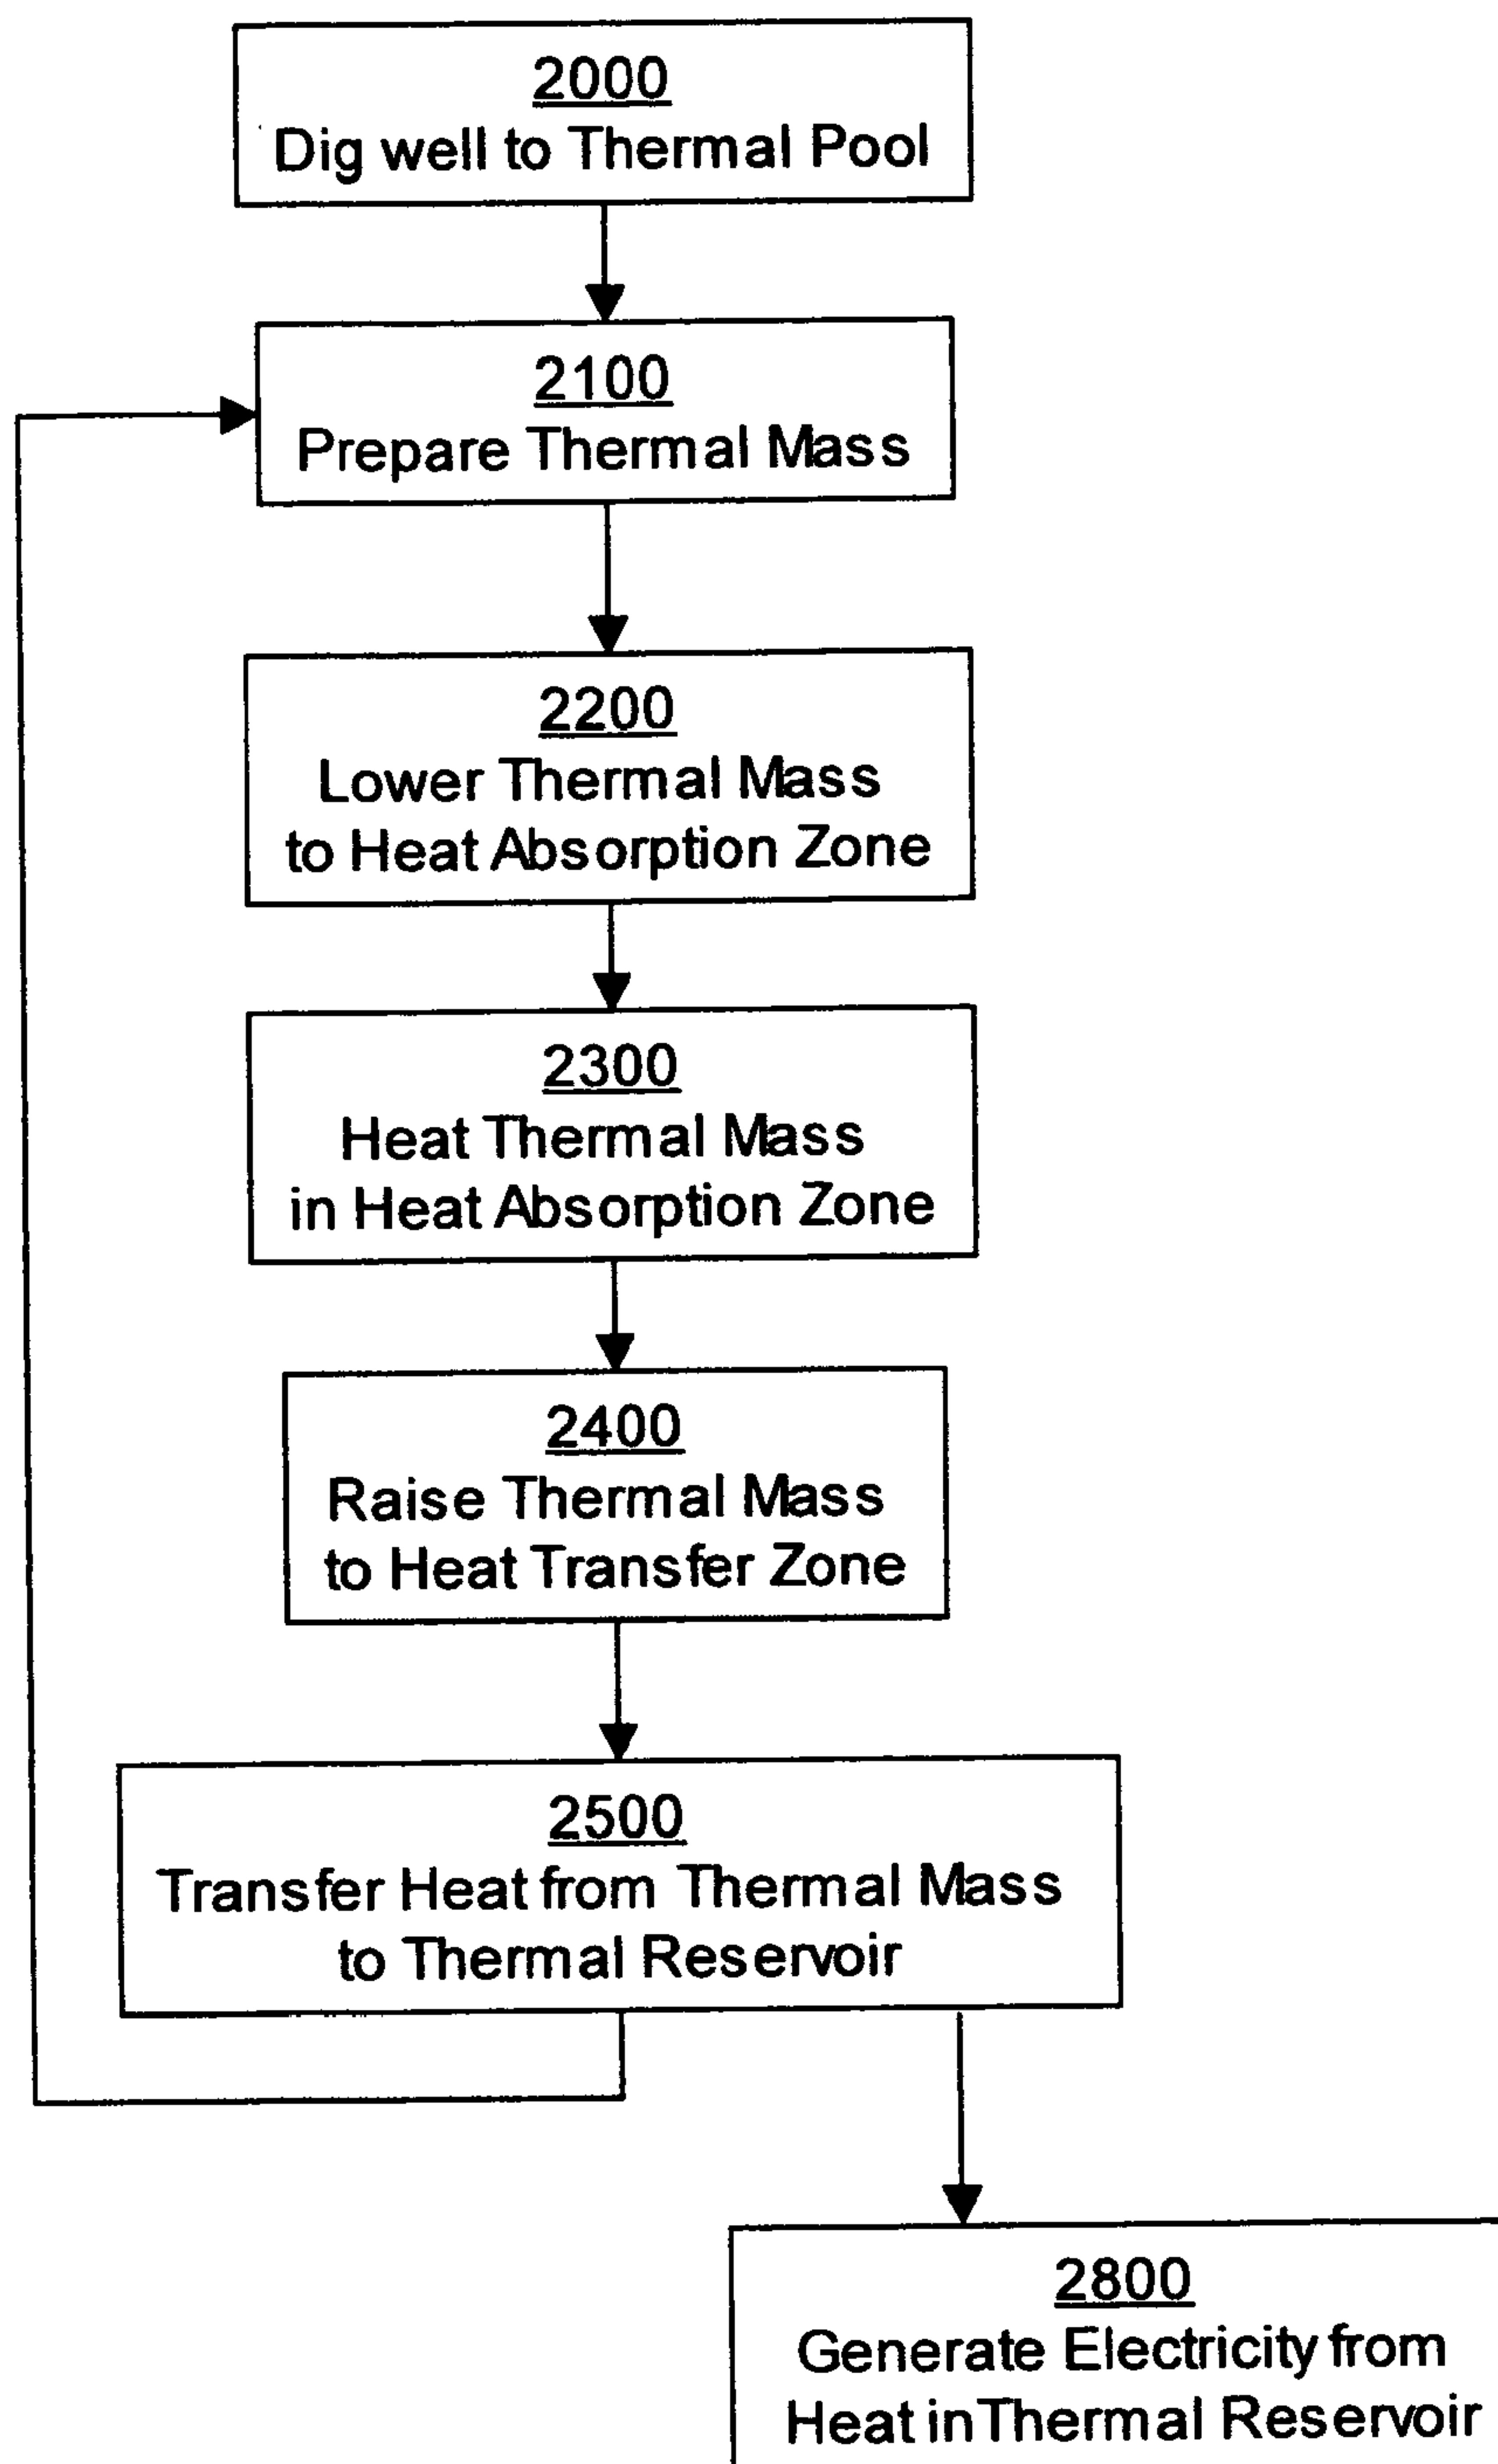 2000
Dig well to Thermal Pool
2100
Prepare Thermal Mass
2200
Lower Thermal Mass
to Heat Absorption Zone
2300
Heat Thermal Mass
in Heat Absorption Zone
2400
Raise Thermal Mass
to Heat Transfer Zone
2500
Transfer Heat from Thermal Mass
to Thermal Reservoir
2800
Generate Electricity from
Heat in Thermal Reservoir